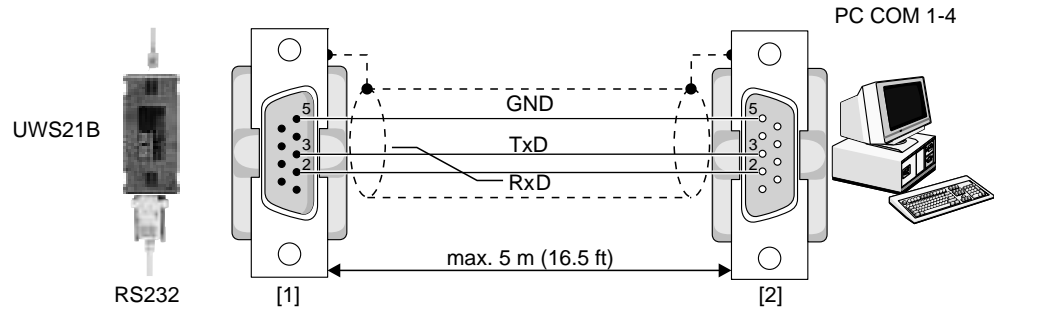 PC COM 1-4
UWS21B
5
GND
5
3
TxD
3
2
RxD
2
max. 5 m (16.5 ft)
RS232
[1]
[2]